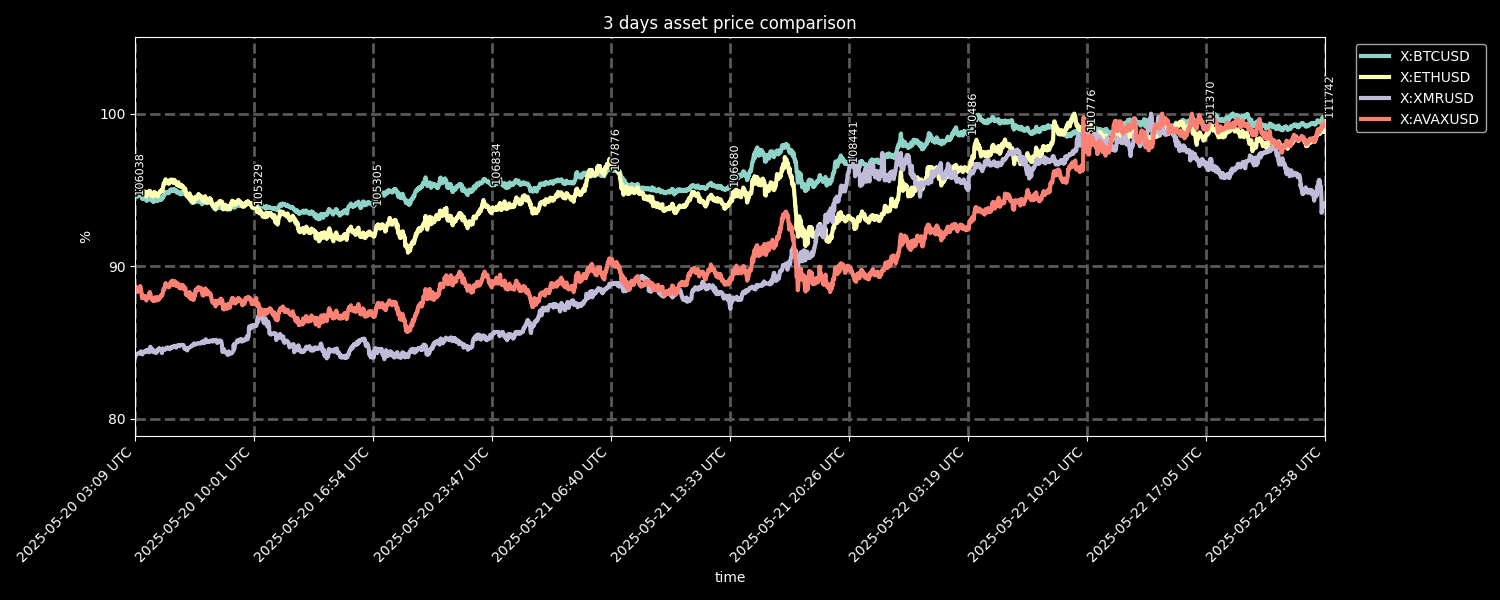 3 days asset price comparison
X:BTCUSD
X:ETHUSD
X:XMRUSD
X:AVAXUSD
%
100
90
80
106038
105329
105305
106834
107876
106680
108441
110486
110776
111370
111742
2025-05-20 03:09 UTC
2025-05-20 10:01 UTC
2025-05-20 16:54 UTC
2025-05-20 23:47 UTC
2025-05-21 06:40 UTC
2025-05-21 13:33 UTC
2025-05-21 20:26 UTC
2025-05-22 03:19 UTC
2025-05-22 10:12 UTC
2025-05-22 17:05 UTC
2025-05-22 23:58 UTC
time